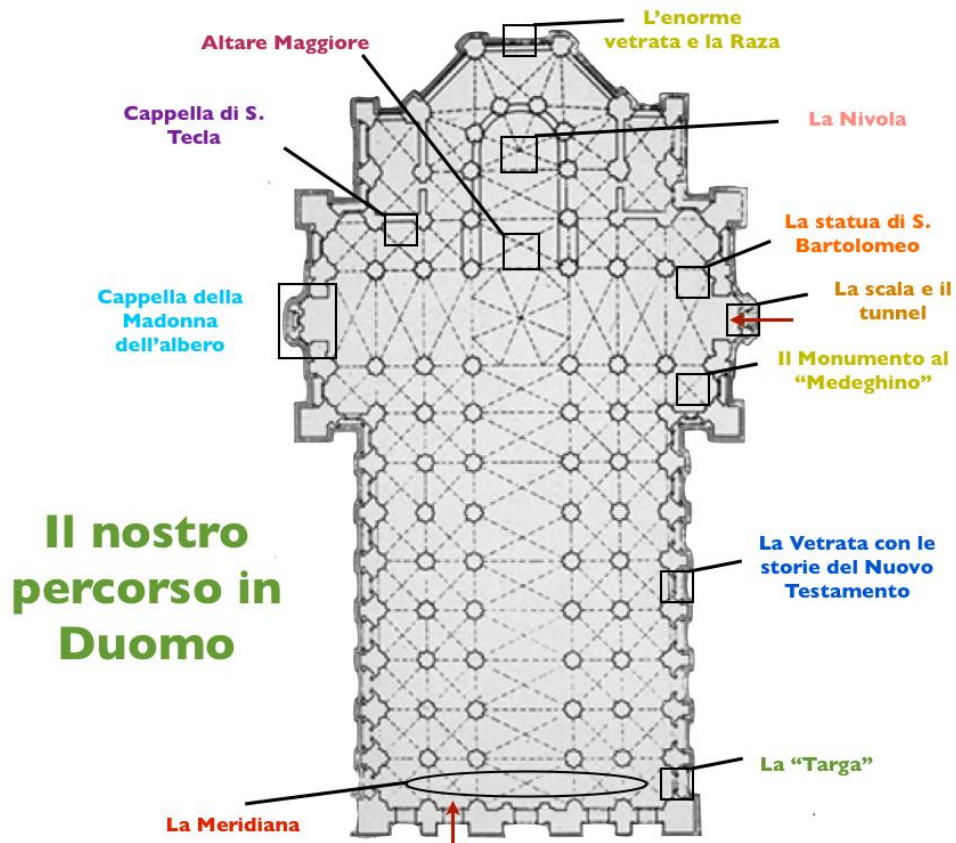 L'enorme
vetrata e la Raza
Altare Maggiore
Cappella di S.
Tecla
La Nivola
La statua di S.
Bartolomeo
La scala e il
tunnel
Cappella della
Madonna
dell'albero
Il Monumento al
“Medeghino”
Il nostro
percorso in
Duomo
La Vetrata con le
storie del Nuovo
Testamento
La “Targa”
La Meridiana